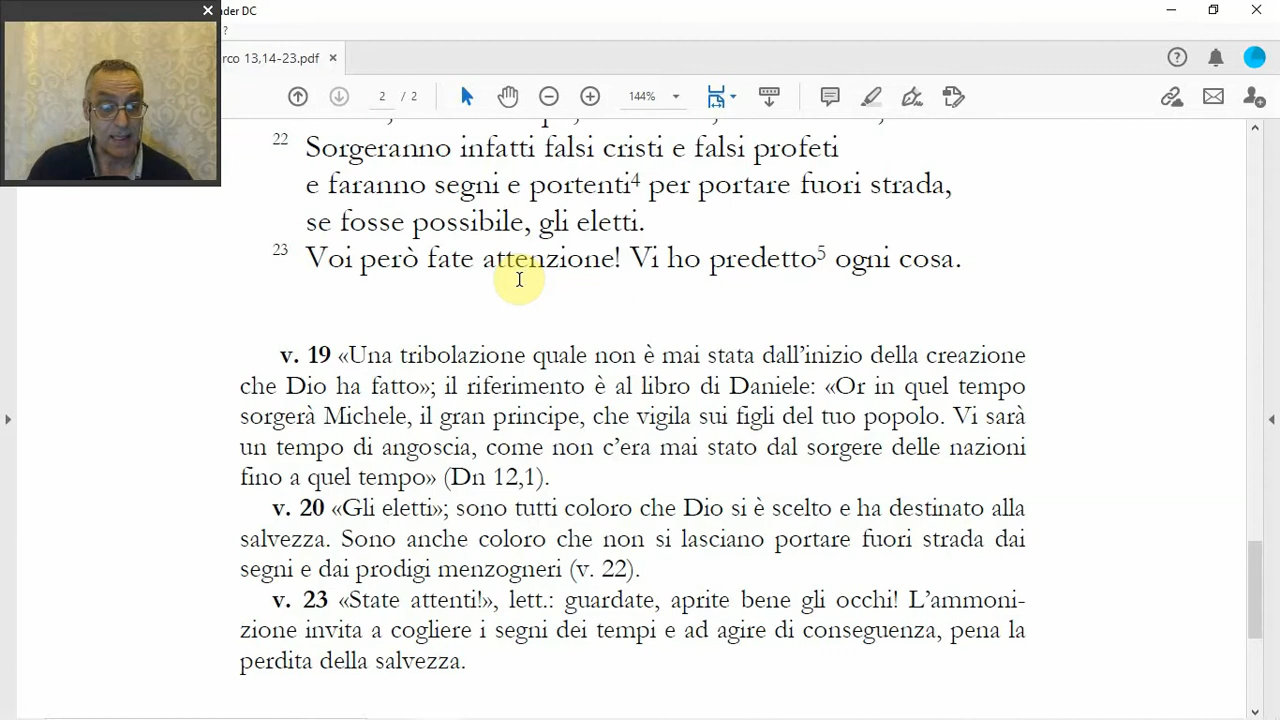 der DC
?
rco 13,14-23.pdf
2 / 2
144%
22 Sorgeranno infatti falsi cristi e falsi profeti
e faranno segni e portenti⁴ per portare fuori strada,
se fosse possibile, gli eletti.
23 Voi però fate attenzione! Vi ho predetto⁵ ogni cosa.
v. 19 «Una tribolazione quale non è mai stata dall'inizio della creazione
che Dio ha fatto»; il riferimento è al libro di Daniele: «Or in quel tempo
sorgerà Michele, il gran principe, che vigila sui figli del tuo popolo. Vi sarà
un tempo di angoscia, come non c'era mai stato dal sorgere delle nazioni
fino a quel tempo» (Dn 12,1).
v. 20 «Gli eletti»; sono tutti coloro che Dio si è scelto e ha destinato alla
salvezza. Sono anche coloro che non si lasciano portare fuori strada dai
segni e dai prodigi menzogneri (v. 22).
v. 23 «State attenti!», lett.: guardate, aprite bene gli occhi! L'ammoni-
zione invita a cogliere i segni dei tempi e ad agire di conseguenza, pena la
perdita della salvezza.